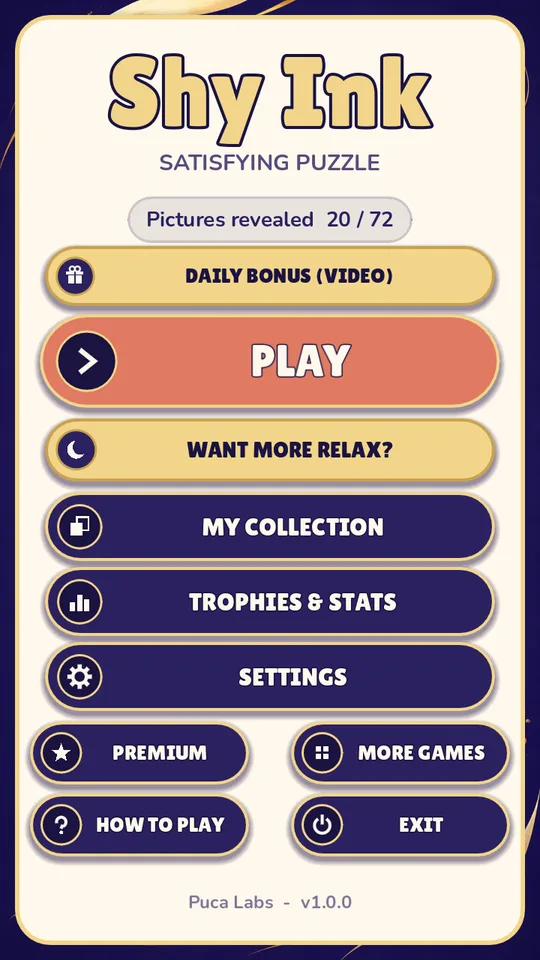 Shy Ink
SATISFYING PUZZLE
Pictures revealed 20 / 72
DAILY BONUS (VIDEO)
PLAY
WANT MORE RELAX?
MY COLLECTION
TROPHIES & STATS
SETTINGS
PREMIUM
MORE GAMES
HOW TO PLAY
EXIT
Puca Labs - v1.0.0